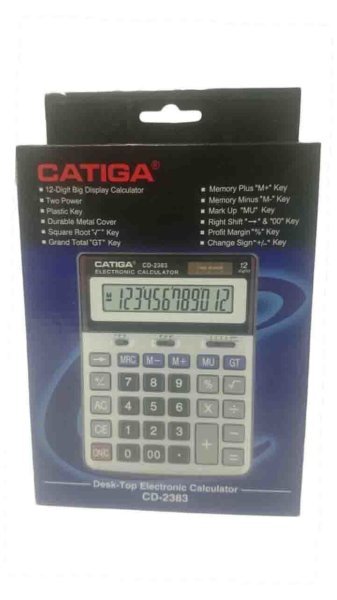 CATIGA®
■ 12-Digit Big Display Calculator
■ Two Power
■ Plastic Key
■ Durable Metal Cover
■ Square Root "√" Key
■ Grand Total "GT" Key
■ Memory Plus "M+" Key
■ Memory Minus "M-" Key
■ Mark Up "MU" Key
■ Right Shift "→" & "00" Key
■ Profit Margin "%" Key
■ Change Sign "+/-" Key
CATIGA® CD-2383
ELECTRONIC CALCULATOR
12
123456789012
→ MRC M− M+ MU GT
+/- 7 8 9 % √
AC 4 5 6 × ÷
CE 1 2 3 + −
0 00 · =
Desk-Top Electronic Calculator
CD-2383